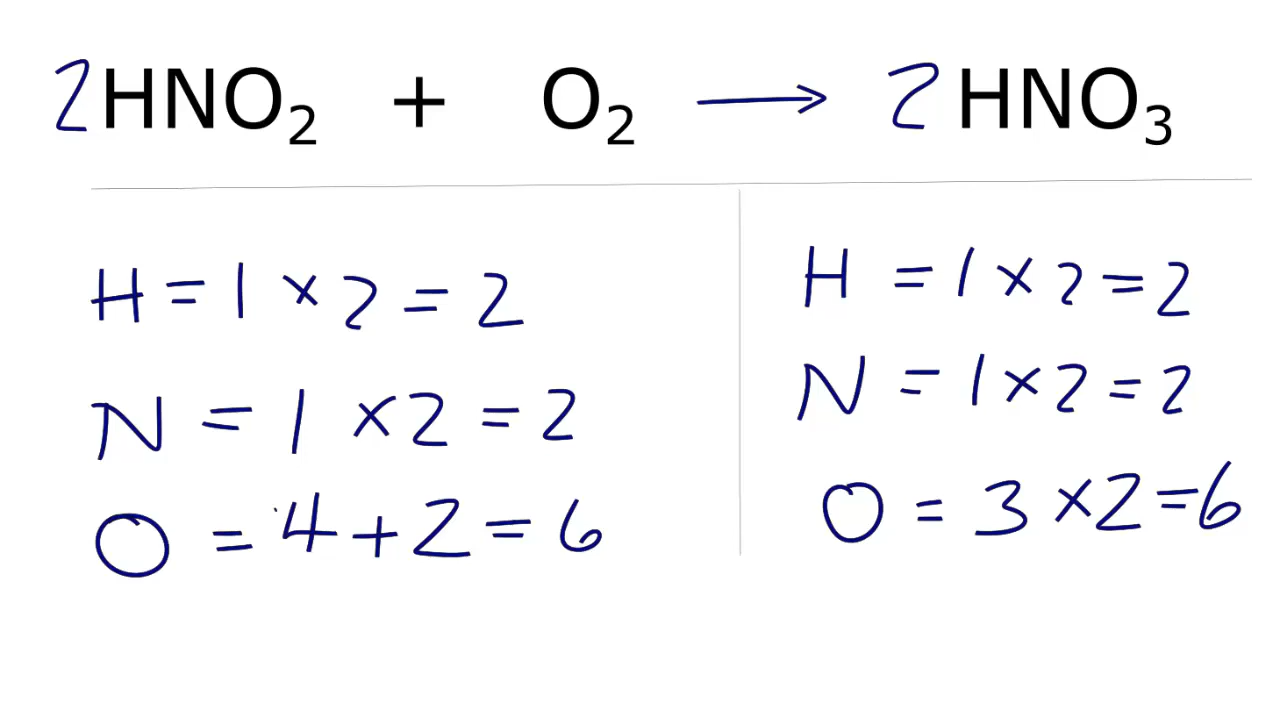 2HNO₂ + O₂ → 2HNO₃
H = 1 × 2 = 2
N = 1 × 2 = 2
O = 4 + 2 = 6
H = 1 × 2 = 2
N = 1 × 2 = 2
O = 3 × 2 = 6